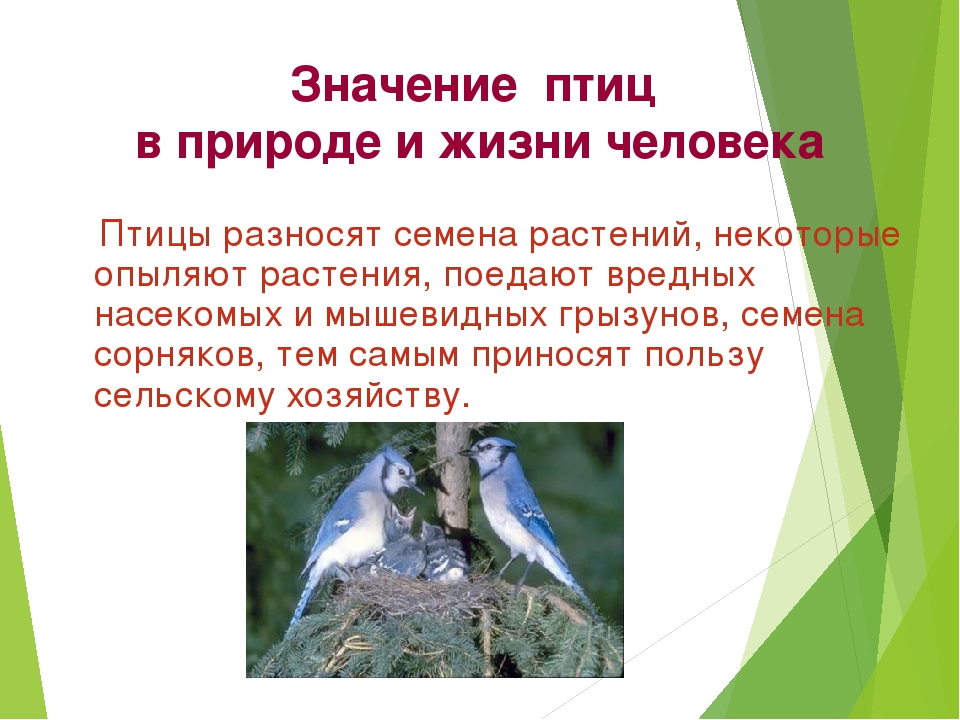 Значение птиц
в природе и жизни человека
Птицы разносят семена растений, некоторые
опыляют растения, поедают вредных
насекомых и мышевидных грызунов, семена
сорняков, тем самым приносят пользу
сельскому хозяйству.